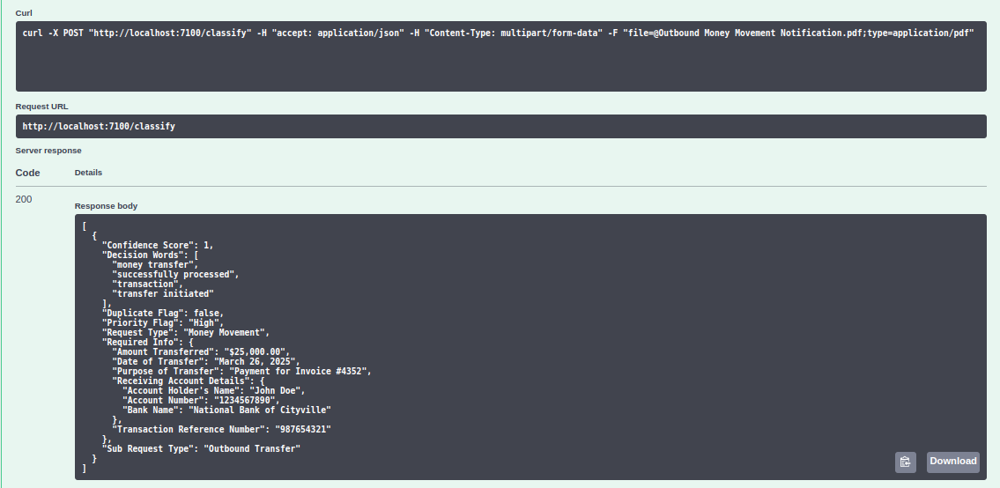 Curl
curl -X POST "http://localhost:7100/classify" -H "accept: application/json" -H "Content-Type: multipart/form-data" -F "file=@Outbound Money Movement Notification.pdf;type=application/pdf"
Request URL
http://localhost:7100/classify
Server response
Code Details
200
Response body
[
  {
    "Confidence Score": 1,
    "Decision Words": [
      "money transfer",
      "successfully processed",
      "transaction",
      "transfer initiated"
    ],
    "Duplicate Flag": false,
    "Priority Flag": "High",
    "Request Type": "Money Movement",
    "Required Info": {
      "Amount Transferred": "$25,000.00",
      "Date of Transfer": "March 26, 2025",
      "Purpose of Transfer": "Payment for Invoice #4352",
      "Receiving Account Details": {
        "Account Holder's Name": "John Doe",
        "Account Number": "1234567890",
        "Bank Name": "National Bank of Cityville"
      },
      "Transaction Reference Number": "987654321"
    },
    "Sub Request Type": "Outbound Transfer"
  }
]
Download